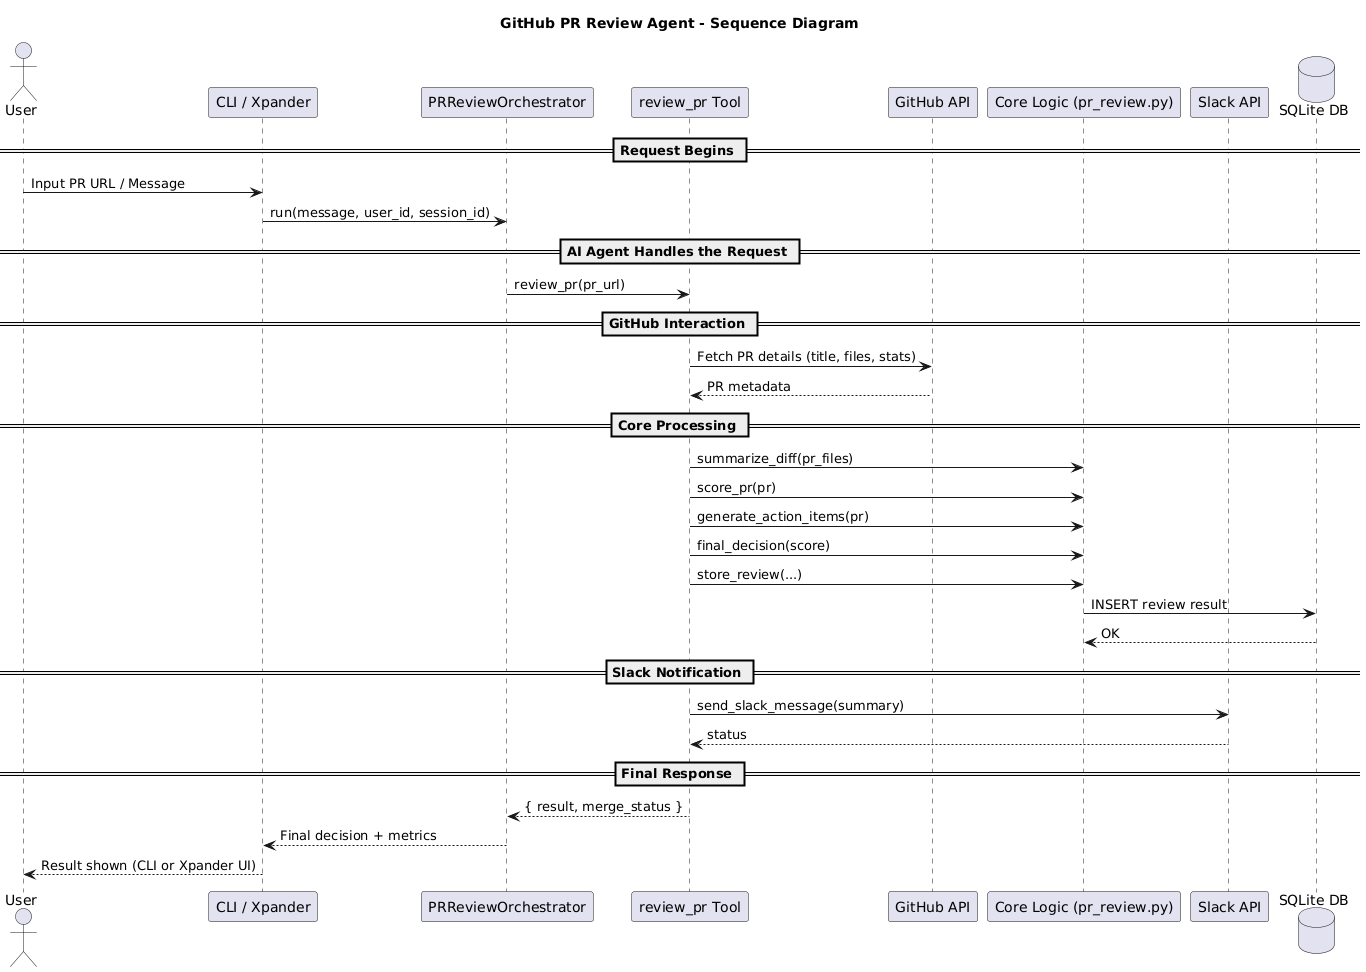 GitHub PR Review Agent - Sequence Diagram
User
CLI / Xpander
PRReviewOrchestrator
review_pr Tool
GitHub API
Core Logic (pr_review.py)
Slack API
SQLite DB
Request Begins
Input PR URL / Message
run(message, user_id, session_id)
AI Agent Handles the Request
review_pr(pr_url)
GitHub Interaction
Fetch PR details (title, files, stats)
PR metadata
Core Processing
summarize_diff(pr_files)
score_pr(pr)
generate_action_items(pr)
final_decision(score)
store_review(...)
INSERT review result
OK
Slack Notification
send_slack_message(summary)
status
Final Response
{ result, merge_status }
Final decision + metrics
Result shown (CLI or Xpander UI)
User
CLI / Xpander
PRReviewOrchestrator
review_pr Tool
GitHub API
Core Logic (pr_review.py)
Slack API
SQLite DB